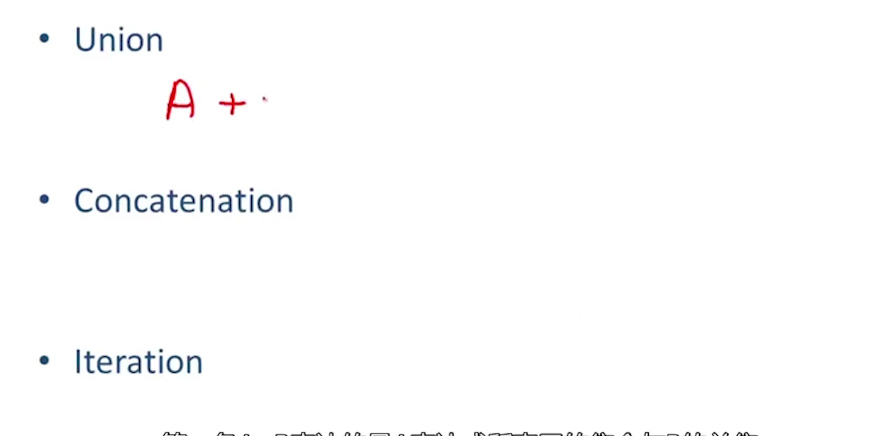 • Union
A +
• Concatenation
• Iteration